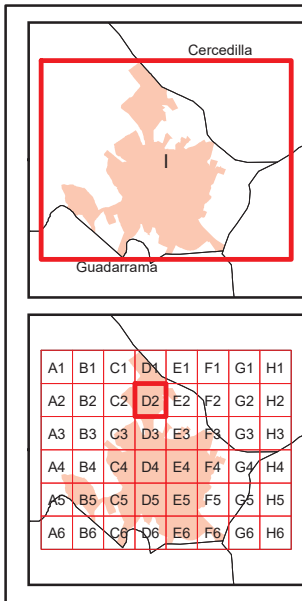 Cercedilla
I
Guadarrama
A1 B1 C1 D1 E1 F1 G1 H1
A2 B2 C2 D2 E2 F2 G2 H2
A3 B3 C3 D3 E3 F3 G3 H3
A4 B4 C4 D4 E4 F4 G4 H4
A5 B5 C5 D5 E5 F5 G5 H5
A6 B6 C6 D6 E6 F6 G6 H6